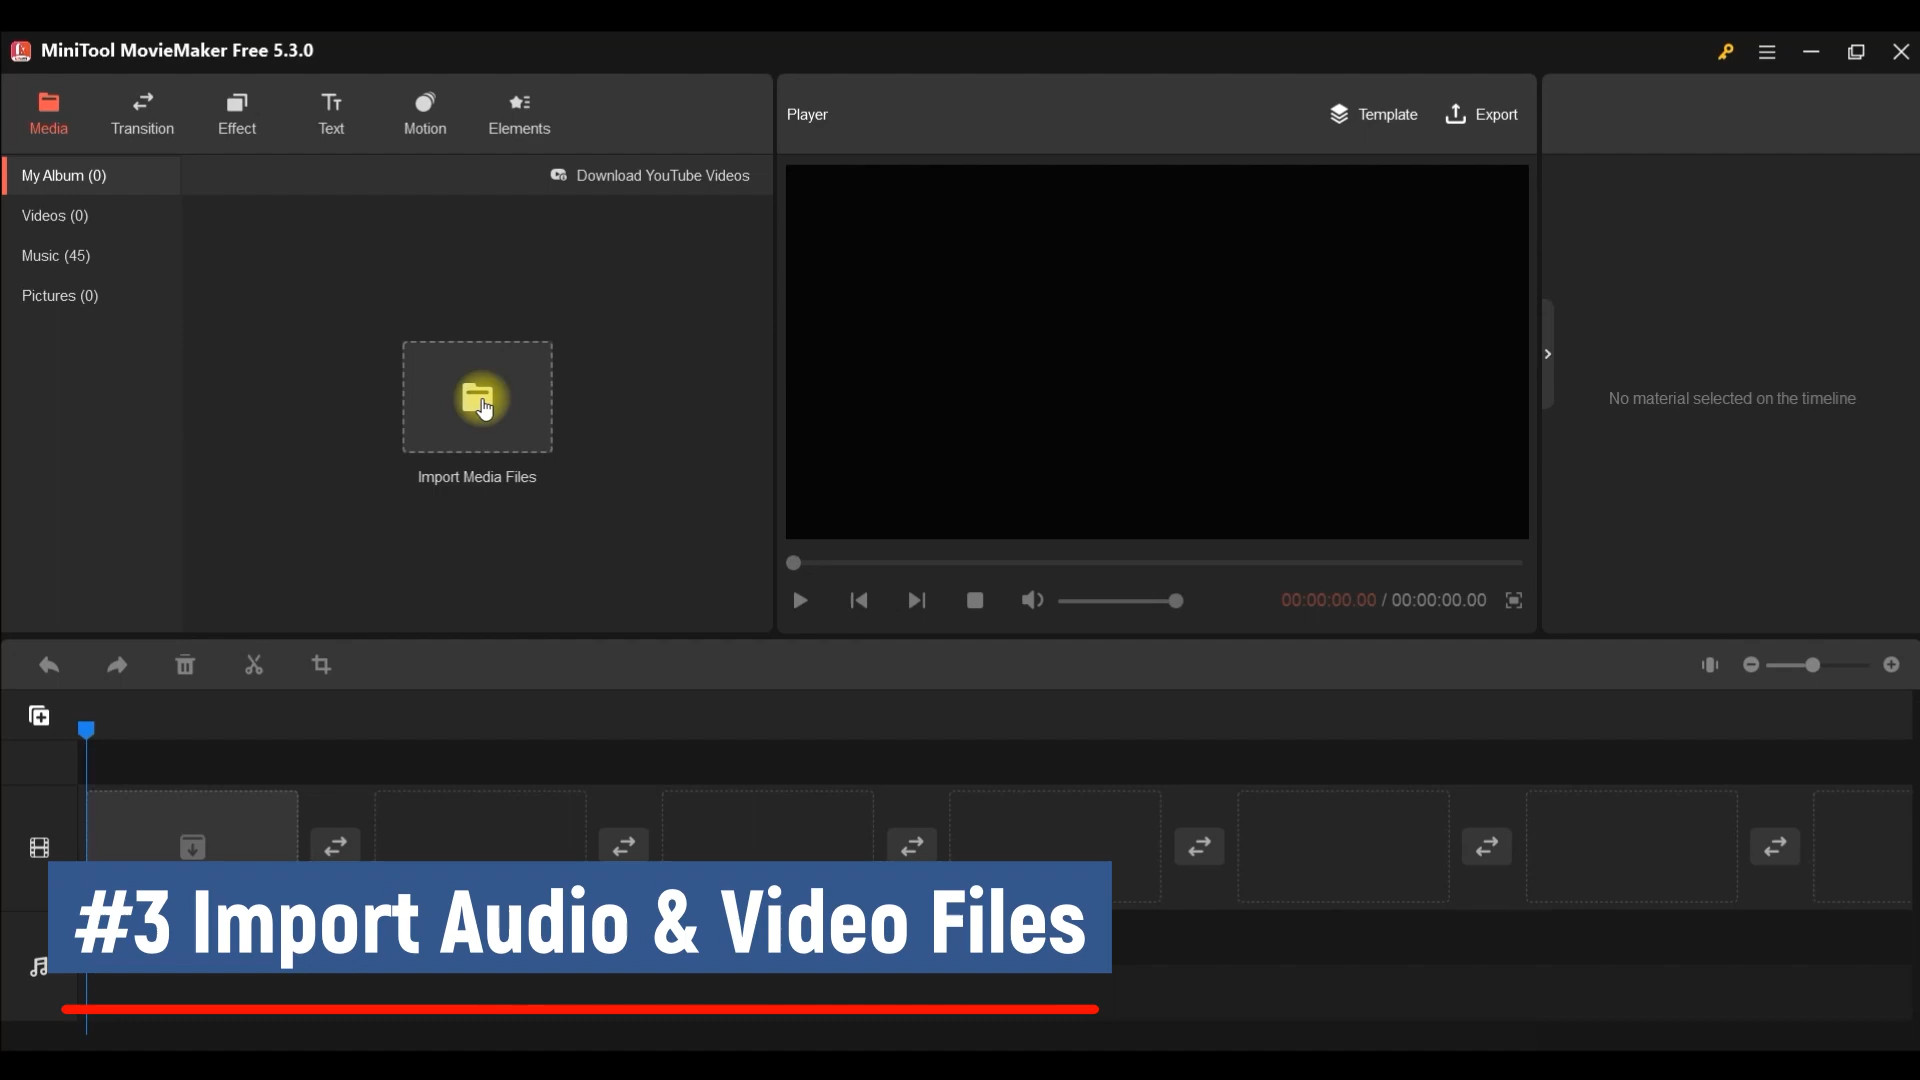 MiniTool MovieMaker Free 5.3.0
Media
Transition
Effect
Text
Motion
Elements
Player
Template
Export
My Album (0)
Download YouTube Videos
Videos (0)
Music (45)
Pictures (0)
Import Media Files
No material selected on the timeline
00:00:00.00 / 00:00:00.00
#3 Import Audio & Video Files